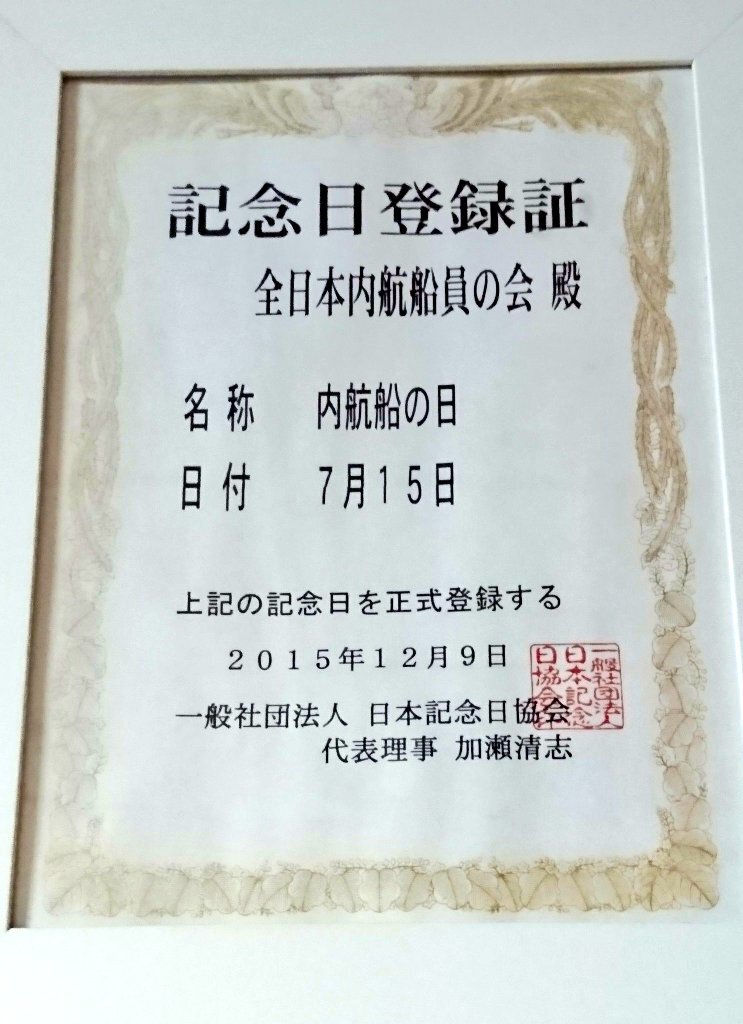 記念日登録証
全日本内航船員の会 殿
名称 内航船の日
日付 7月15日
上記の記念日を正式登録する
2015年12月9日
一般社団法人 日本記念日協会
代表理事 加瀬清志
一般社団法人
日本記念
日協会